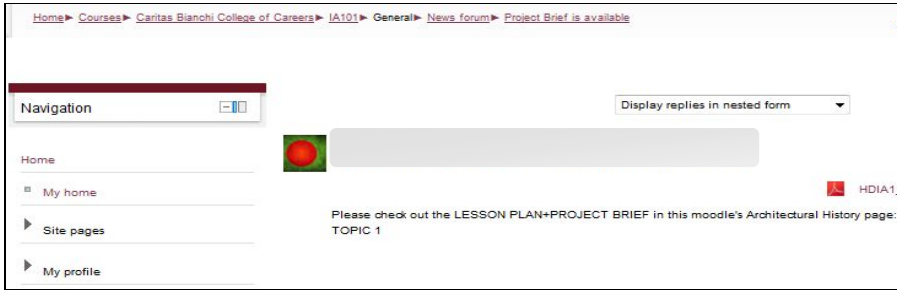 Home► Courses► Caritas Bianchi College of Careers► IA101► General► News forum► Project Brief is available
Navigation
Display replies in nested form
Home
My home
HDIA1_
Please check out the LESSON PLAN+PROJECT BRIEF in this moodle's Architectural History page:
TOPIC 1
Site pages
My profile